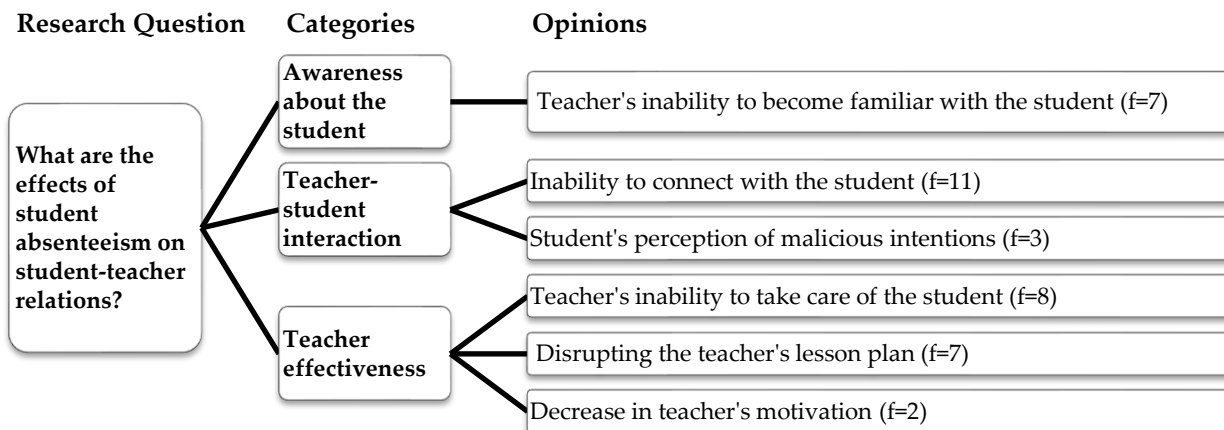 Research Question
Categories
Opinions
What are the
effects of
student
absenteeism on
student-teacher
relations?
Awareness
about the
student
Teacher's inability to become familiar with the student (f=7)
Teacher-
student
interaction
Inability to connect with the student (f=11)
Student's perception of malicious intentions (f=3)
Teacher
effectiveness
Teacher's inability to take care of the student (f=8)
Disrupting the teacher's lesson plan (f=7)
Decrease in teacher's motivation (f=2)